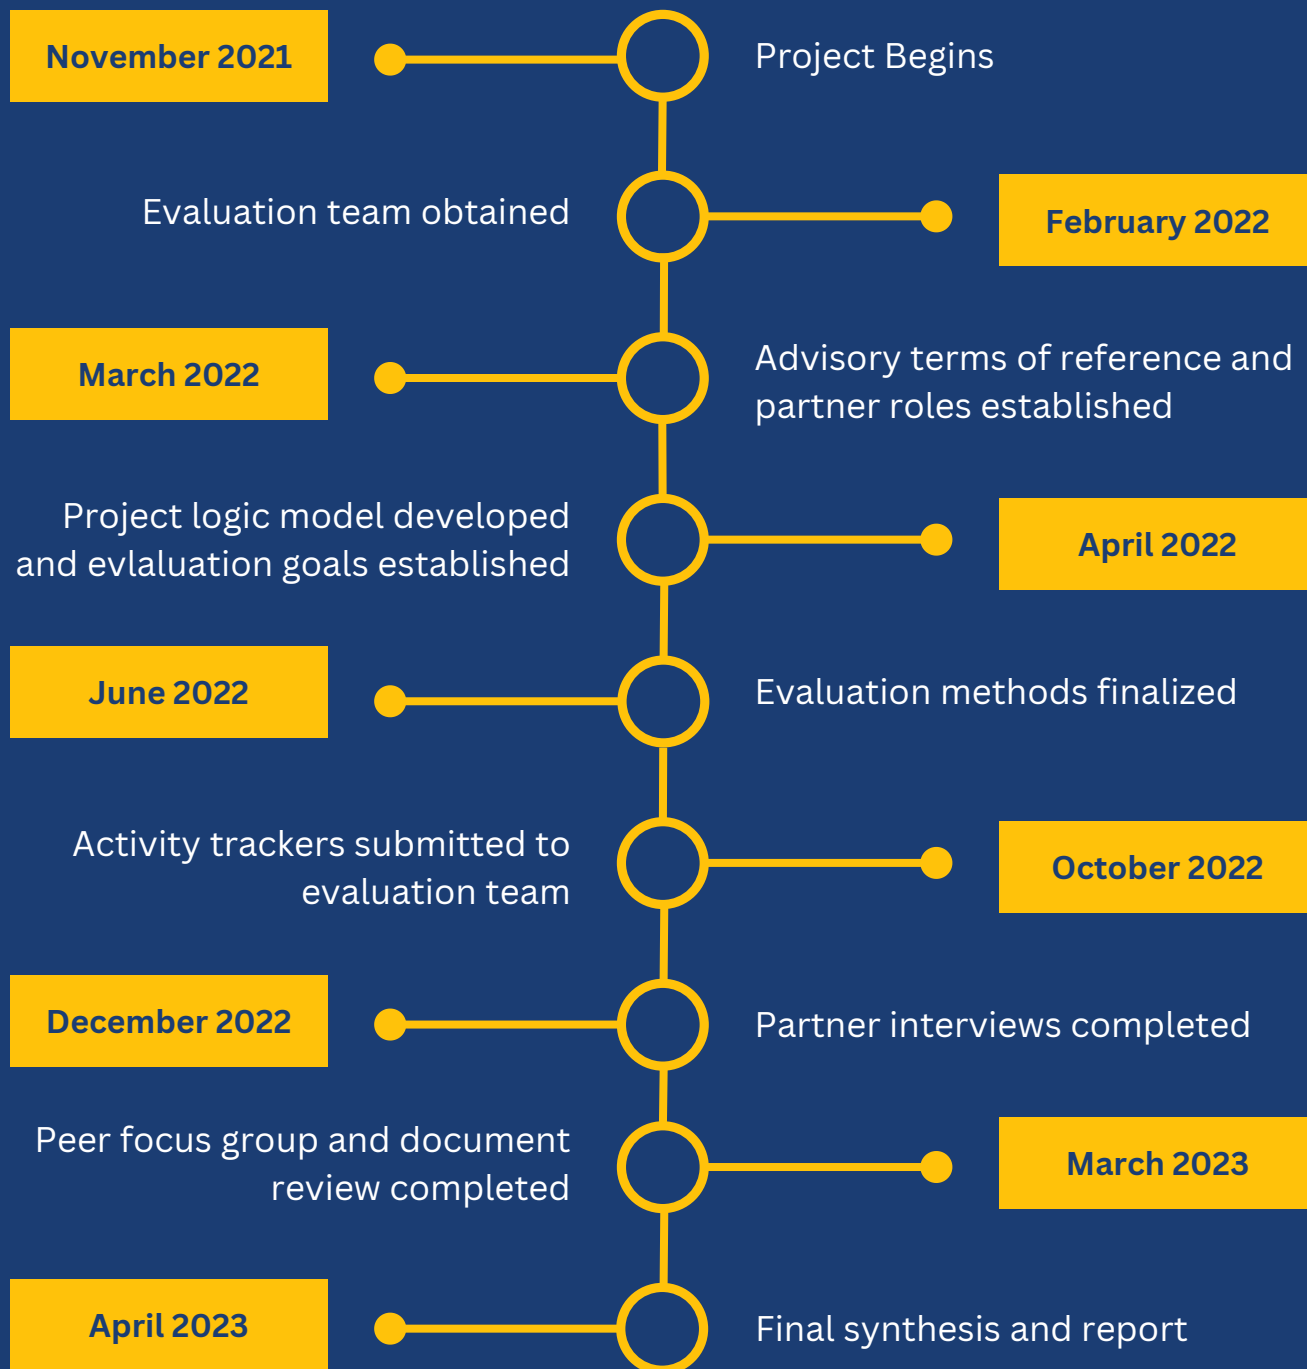 November 2021
Project Begins
Evaluation team obtained
February 2022
March 2022
Advisory terms of reference and
partner roles established
Project logic model developed
and evlaluation goals established
April 2022
June 2022
Evaluation methods finalized
Activity trackers submitted to
evaluation team
October 2022
December 2022
Partner interviews completed
Peer focus group and document
review completed
March 2023
April 2023
Final synthesis and report